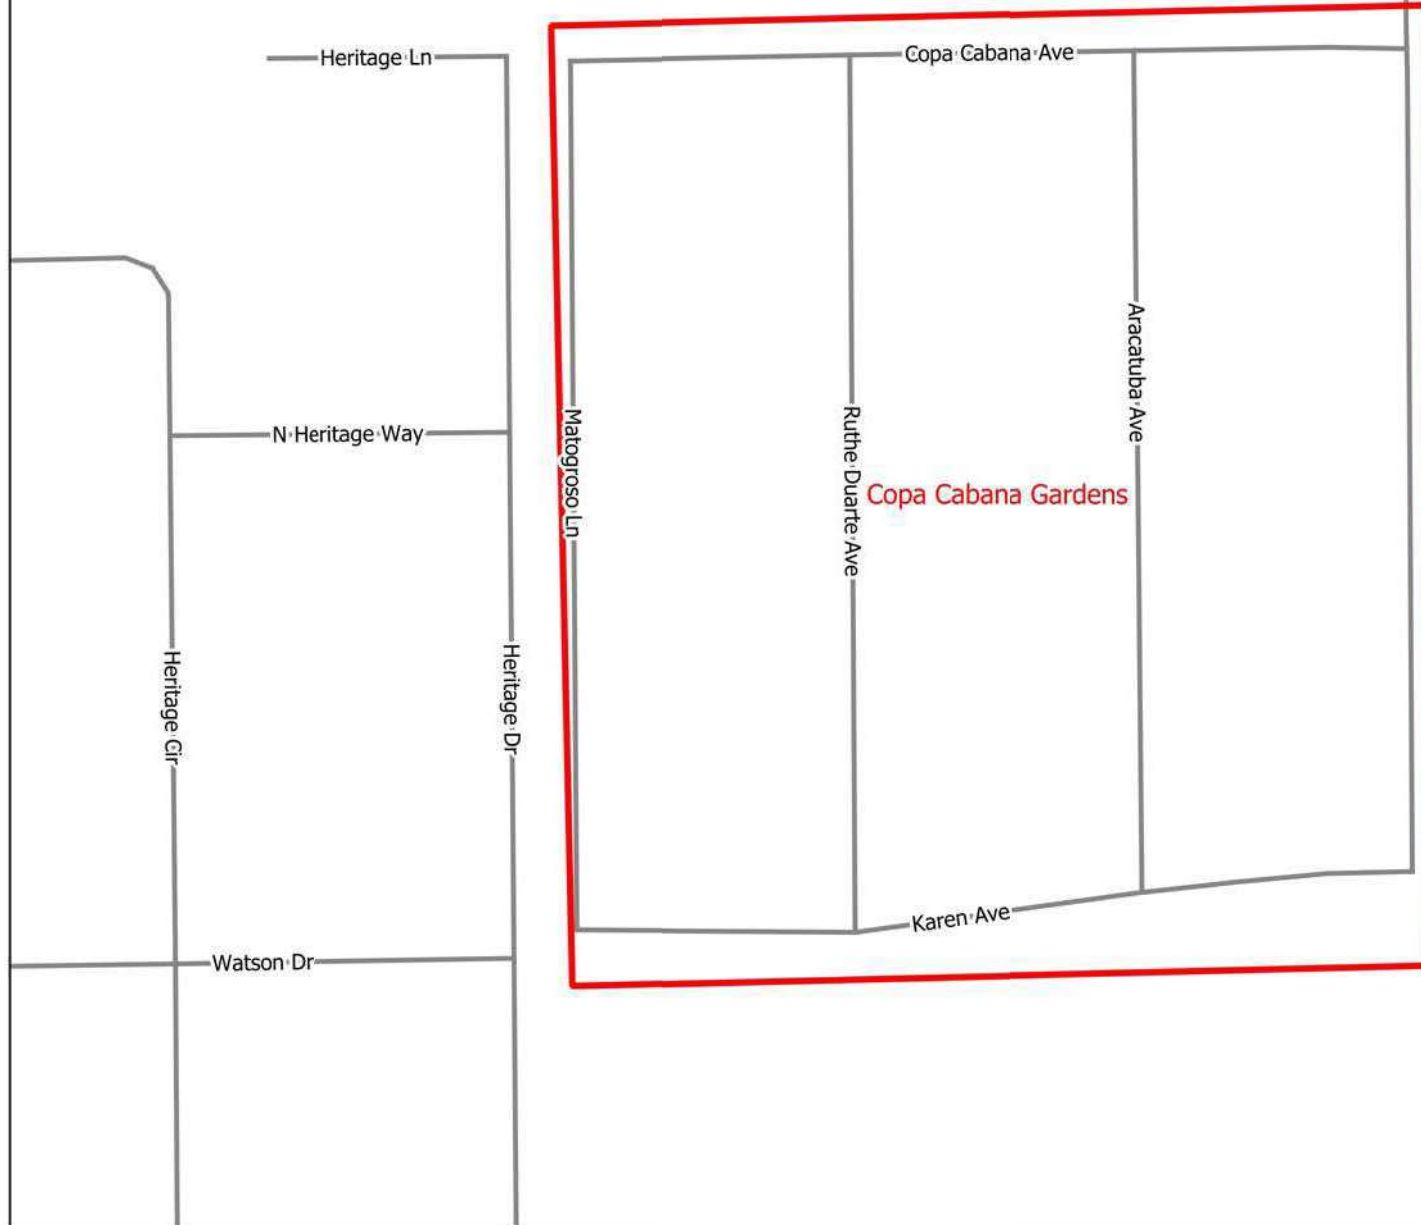 Heritage Ln
Copa Cabana Ave
Aracatuba Ave
N Heritage Way
Matogroso Ln
Ruthe Duarte Ave
Copa Cabana Gardens
Heritage Cir
Heritage Dr
Karen Ave
Watson Dr